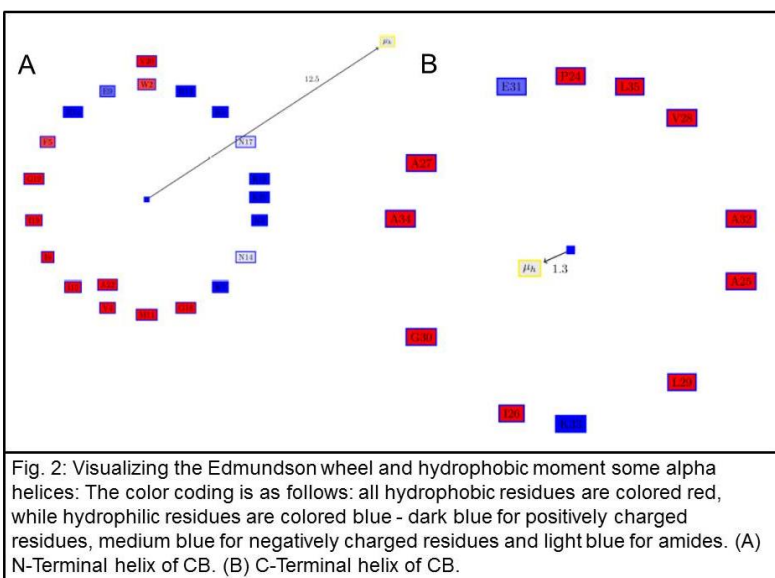 A
B
μh
12.5
E9
W2
N17
N14
E31
P24
L35
V28
A27
A34
A32
A25
μh
1.3
G30
L29
I26
Fig. 2: Visualizing the Edmundson wheel and hydrophobic moment some alpha
helices: The color coding is as follows: all hydrophobic residues are colored red,
while hydrophilic residues are colored blue - dark blue for positively charged
residues, medium blue for negatively charged residues and light blue for amides. (A)
N-Terminal helix of CB. (B) C-Terminal helix of CB.